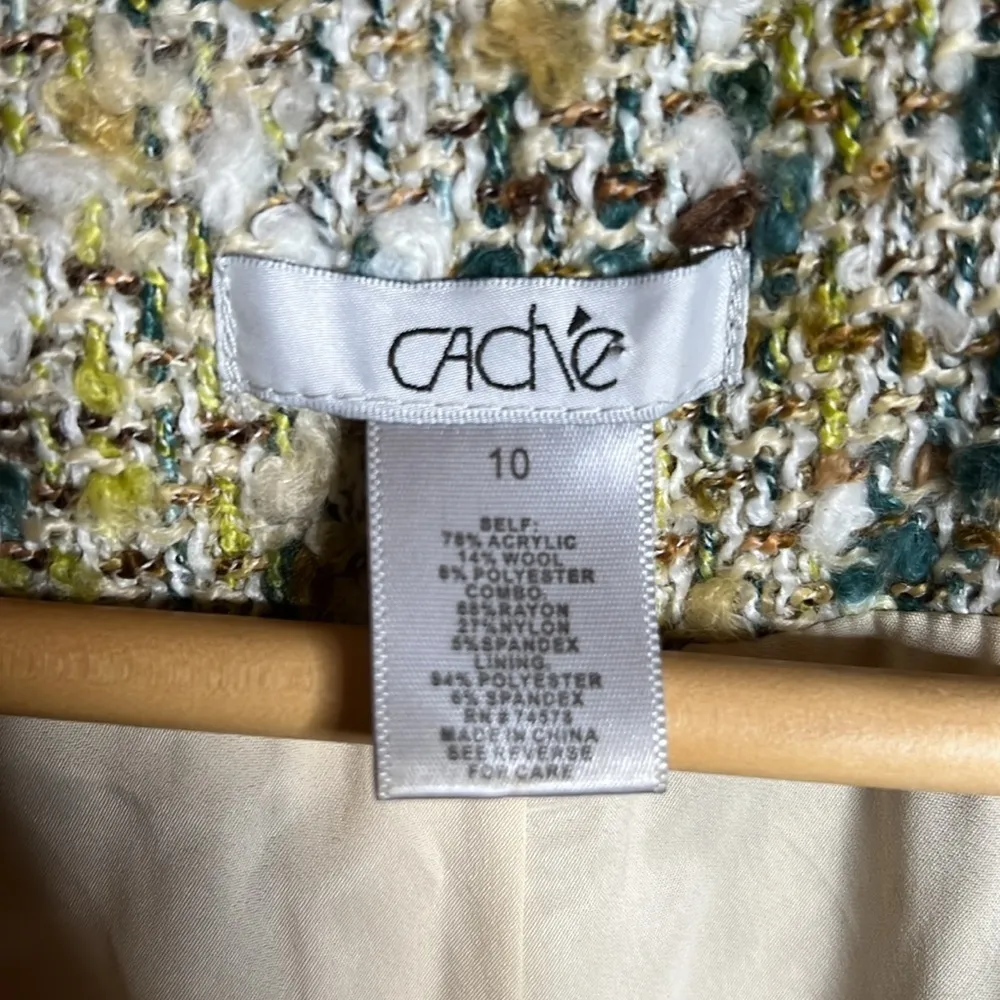 CACHÉ
10
SELF:
78% ACRYLIC
14% WOOL
8% POLYESTER
COMBO.
68% RAYON
27% NYLON
5% SPANDEX
LINING.
94% POLYESTER
6% SPANDEX
RN # 74578
MADE IN CHINA
SEE REVERSE
FOR CARE